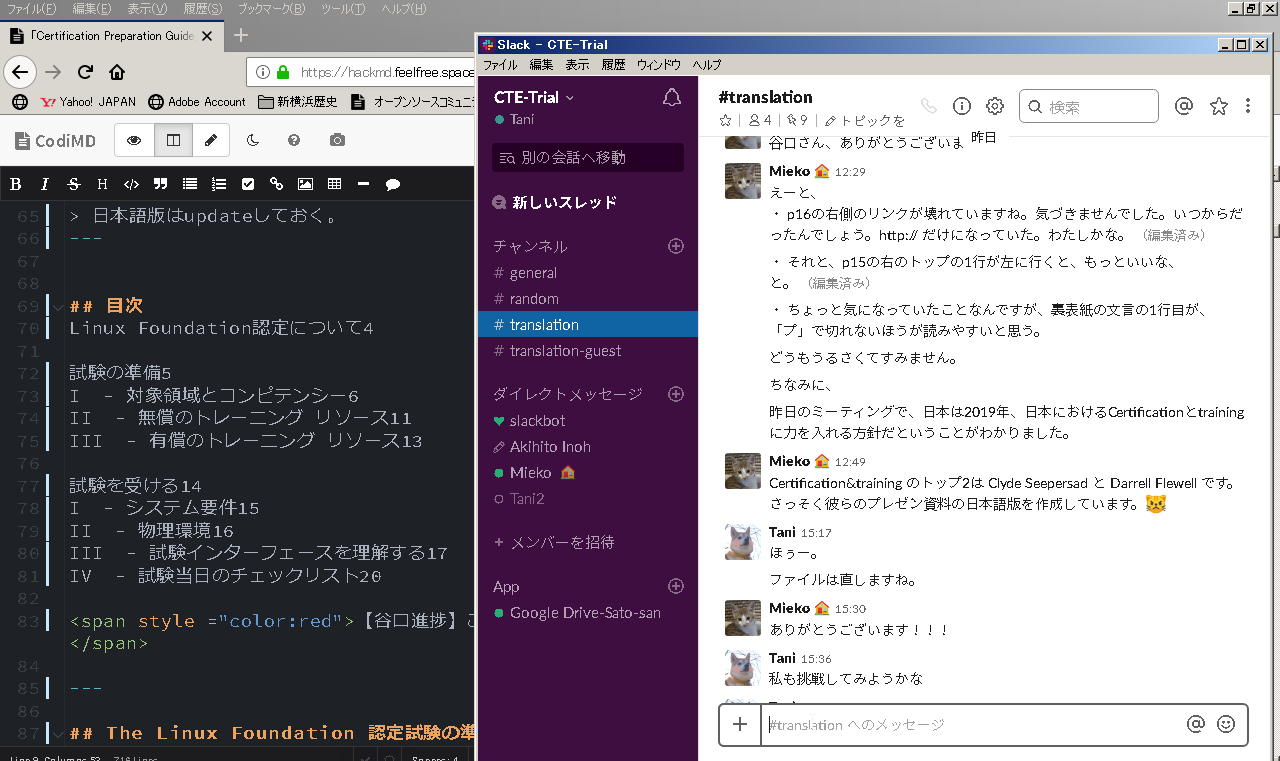 ファイル(F) 編集(E) 表示(V) 履歴(S) ブックマーク(B) ツール(T) ヘルプ(H)
「Certification Preparation Guide
https://hackmd.feelfree.space
Yahoo! JAPAN Adobe Account 新横浜歴史 オープンソースコミュニ
CodiMD
65 > 日本語版はupdateしておく。
66 ---
67
68
69 ## 目次
70 Linux Foundation認定について4
71
72 試験の準備5
73 I - 対象領域とコンピテンシー6
74 II - 無償のトレーニング リソース11
75 III - 有償のトレーニング リソース13
76
77 試験を受ける14
78 I - システム要件15
79 II - 物理環境16
80 III - 試験インターフェースを理解する17
81 IV - 試験当日のチェックリスト20
82
83 <span style ="color:red">【谷口進捗】
</span>
84
85 ---
86
87 ## The Linux Foundation 認定試験の準
Slack - CTE-Trial
ファイル 編集 表示 履歴 ウィンドウ ヘルプ
CTE-Trial
Tani
別の会話へ移動
新しいスレッド
チャンネル
# general
# random
# translation
# translation-guest
ダイレクトメッセージ
slackbot
Akihito Inoh
Mieko
Tani2
+ メンバーを招待
App
Google Drive-Sato-san
#translation
4 | 9 | トピックを
検索
昨日
谷口さん、ありがとうございま
Mieko 12:29
えーと、
・ p16の右側のリンクが壊れていますね。気づきませんでした。いつからだ
ったんでしょう。http:// だけになっていた。わたしかな。 （編集済み）
・ それと、p15の右のトップの1行が左に行くと、もっといいな、
と。 （編集済み）
・ ちょっと気になっていたことなんですが、裏表紙の文言の1行目が、
「プ」で切れないほうが読みやすいと思う。
どうもうるさくてすみません。
ちなみに、
昨日のミーティングで、日本は2019年、日本におけるCertificationとtraining
に力を入れる方針だということがわかりました。
Mieko 12:49
Certification&training のトップ2は Clyde Seepersad と Darrell Flewell です。
さっそく彼らのプレゼン資料の日本語版を作成しています。
Tani 15:17
ほぅー。
ファイルは直しますね。
Mieko 15:30
ありがとうございます！！！
Tani 15:36
私も挑戦してみようかな
#translation へのメッセージ